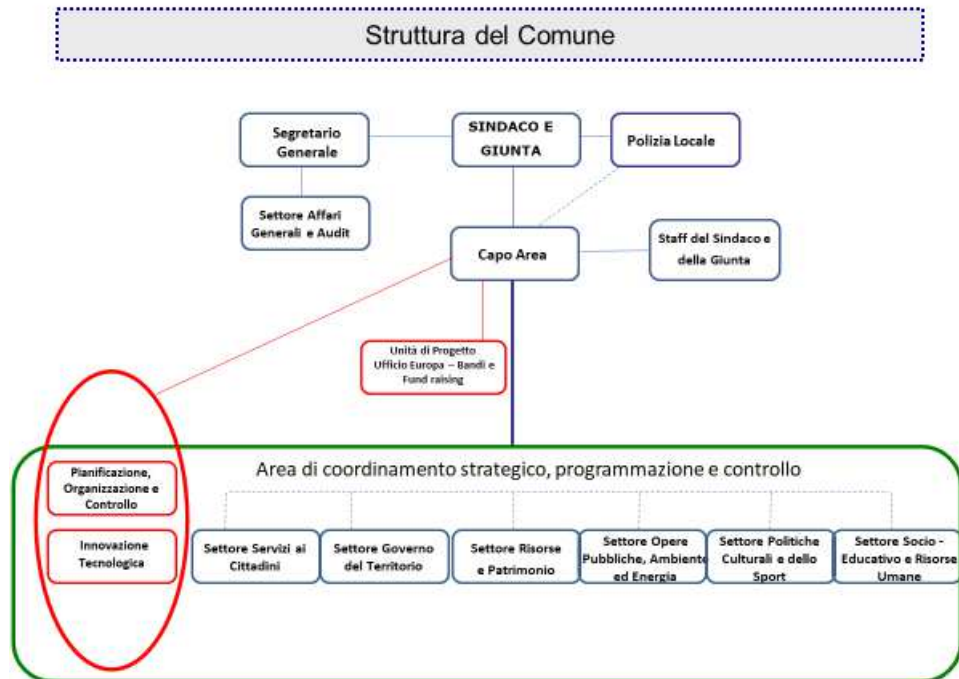 Struttura del Comune
Segretario
Generale
SINDACO E
GIUNTA
Polizia Locale
Settore Affari
Generali e Audit
Capo Area
Staff del Sindaco e
della Giunta
Unità di Progetto
Ufficio Europa – Bandi e
Fund raising
Area di coordinamento strategico, programmazione e controllo
Pianificazione,
Organizzazione e
Controllo
Innovazione
Tecnologica
Settore Servizi ai
Cittadini
Settore Governo
del Territorio
Settore Risorse
e Patrimonio
Settore Opere
Pubbliche, Ambiente
ed Energia
Settore Politiche
Culturali e dello
Sport
Settore Socio -
Educativo e Risorse
Umane